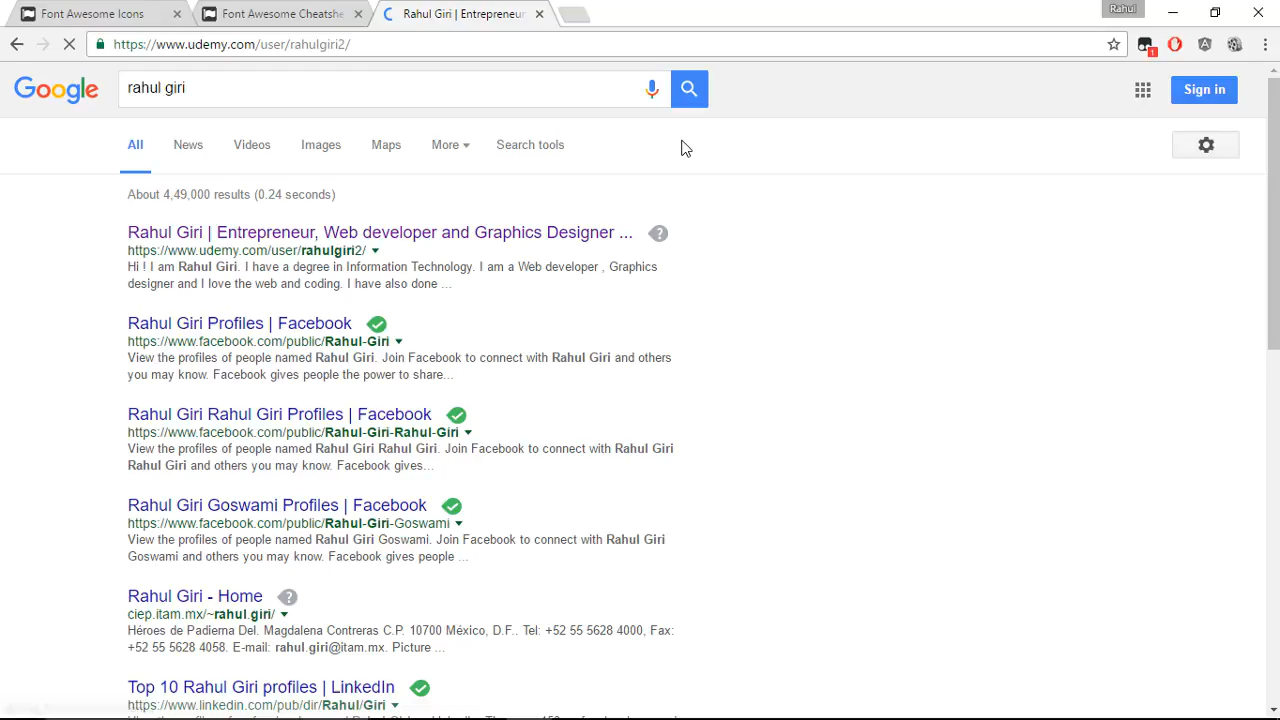 Font Awesome Icons
Font Awesome Cheatshe
Rahul Giri | Entrepreneur
Rahul
https://www.udemy.com/user/rahulgiri2/
1
Google
rahul giri
Sign in
All News Videos Images Maps More Search tools
About 4,49,000 results (0.24 seconds)
Rahul Giri | Entrepreneur, Web developer and Graphics Designer ...
https://www.udemy.com/user/rahulgiri2/
Hi ! I am Rahul Giri. I have a degree in Information Technology. I am a Web developer , Graphics
designer and I love the web and coding. I have also done ...
Rahul Giri Profiles | Facebook
https://www.facebook.com/public/Rahul-Giri
View the profiles of people named Rahul Giri. Join Facebook to connect with Rahul Giri and others
you may know. Facebook gives people the power to share...
Rahul Giri Rahul Giri Profiles | Facebook
https://www.facebook.com/public/Rahul-Giri-Rahul-Giri
View the profiles of people named Rahul Giri Rahul Giri. Join Facebook to connect with Rahul Giri
Rahul Giri and others you may know. Facebook gives...
Rahul Giri Goswami Profiles | Facebook
https://www.facebook.com/public/Rahul-Giri-Goswami
View the profiles of people named Rahul Giri Goswami. Join Facebook to connect with Rahul Giri
Goswami and others you may know. Facebook gives people ...
Rahul Giri - Home
ciep.itam.mx/~rahul.giri/
Héroes de Padierna Del. Magdalena Contreras C.P. 10700 México, D.F.. Tel: +52 55 5628 4000, Fax:
+52 55 5628 4058. E-mail: rahul.giri@itam.mx. Picture ...
Top 10 Rahul Giri profiles | LinkedIn
https://www.linkedin.com/pub/dir/Rahul/Giri